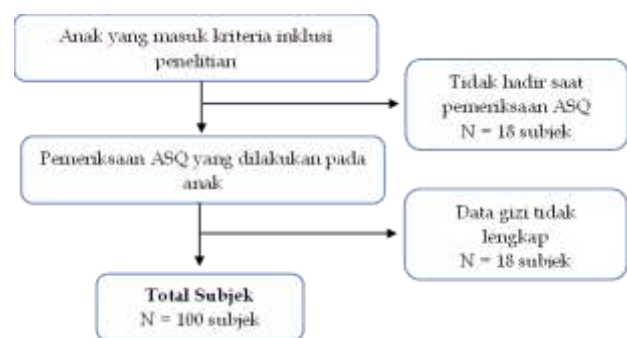 Anak yang masuk kriteria inklusi
penelitian
Tidak hadir saat
pemeriksaan ASQ
N = 18 subjek
Pemeriksaan ASQ yang dilakukan pada
anak
Data gizi tidak
lengkap
N = 18 subjek
Total Subjek
N = 100 subjek